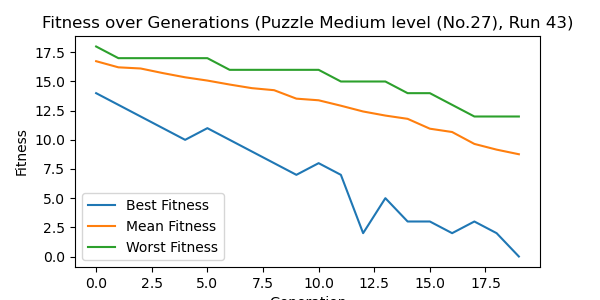 Fitness over Generations (Puzzle Medium level (No.27), Run 43)
17.5
15.0
12.5
10.0
7.5
5.0
2.5
0.0
Fitness
Best Fitness
Mean Fitness
Worst Fitness
0.0 2.5 5.0 7.5 10.0 12.5 15.0 17.5
Generation